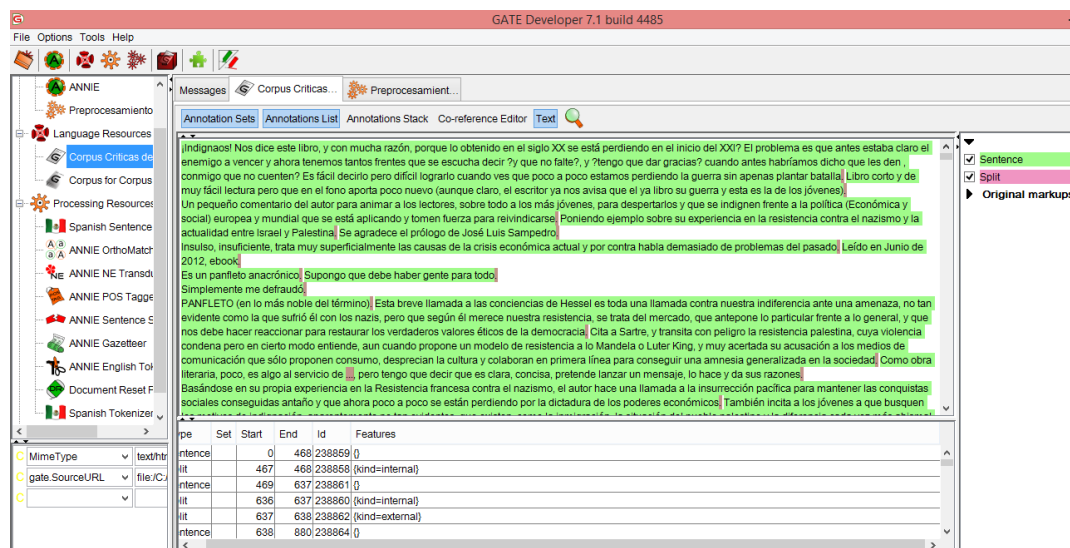 GATE Developer 7.1 build 4485
File Options Tools Help
ANNIE
Preprocesamiento
Language Resources
Corpus Criticas de
Corpus for Corpus
Processing Resources
Spanish Sentence
ANNIE OrthoMatch
ANNIE NE Transdu
ANNIE POS Tagge
ANNIE Sentence S
ANNIE Gazetteer
ANNIE English Tok
Document Reset P
Spanish Tokenizer
MimeType text/htm
gate.SourceURL file:/C:/
Messages Corpus Criticas... Preprocesamient...
Annotation Sets Annotations List Annotations Stack Co-reference Editor Text
¡Indignaos! Nos dice este libro, y con mucha razón, porque lo obtenido en el siglo XX se está perdiendo en el inicio del XXI? El problema es que antes estaba claro el
enemigo a vencer y ahora tenemos tantos frentes que se escucha decir ?y que no falte?, y ?tengo que dar gracias? cuando antes habríamos dicho que les den ,
conmigo que no cuenten? Es fácil decirlo pero difícil lograrlo cuando ves que poco a poco estamos perdiendo la guerra sin apenas plantar batalla. Libro corto y de
muy fácil lectura pero que en el fono aporta poco nuevo (aunque claro, el escritor ya nos avisa que el ya libro su guerra y esta es la de los jóvenes).
Un pequeño comentario del autor para animar a los lectores, sobre todo a los más jóvenes, para despertarlos y que se indignen frente a la política (Económica y
social) europea y mundial que se está aplicando y tomen fuerza para reivindicarse. Poniendo ejemplo sobre su experiencia en la resistencia contra el nazismo y la
actualidad entre Israel y Palestina. Se agradece el prólogo de José Luis Sampedro.
Insulso, insuficiente, trata muy superficialmente las causas de la crisis económica actual y por contra habla demasiado de problemas del pasado. Leído en Junio de
2012, ebook.
Es un panfleto anacrónico. Supongo que debe haber gente para todo.
Simplemente me defraudó.
PANFLETO (en lo más noble del término). Esta breve llamada a las conciencias de Hessel es toda una llamada contra nuestra indiferencia ante una amenaza, no tan
evidente como la que sufrió él con los nazis, pero que según él merece nuestra resistencia, se trata del mercado, que antepone lo particular frente a lo general, y que
nos debe hacer reaccionar para restaurar los verdaderos valores éticos de la democracia. Cita a Sartre, y transita con peligro la resistencia palestina, cuya violencia
condena pero en cierto modo entiende, aun cuando propone un modelo de resistencia a lo Mandela o Luter King, y muy acertada su acusación a los medios de
comunicación que sólo proponen consumo, desprecian la cultura y colaboran en primera línea para conseguir una amnesia generalizada en la sociedad. Como obra
literaria, poco, es algo al servicio de ..., pero tengo que decir que es clara, concisa, pretende lanzar un mensaje, lo hace y da sus razones.
Basándose en su propia experiencia en la Resistencia francesa contra el nazismo, el autor hace una llamada a la insurrección pacífica para mantener las conquistas
sociales conseguidas antaño y que ahora poco a poco se están perdiendo por la dictadura de los poderes económicos. También incita a los jóvenes a que busquen
Sentence
Split
Original markups
ype Set Start End Id Features
ntence 0 468 238859 {}
lit 467 468 238858 {kind=internal}
ntence 469 637 238861 {}
lit 636 637 238860 {kind=internal}
lit 637 638 238862 {kind=external}
ntence 638 880 238864 {}